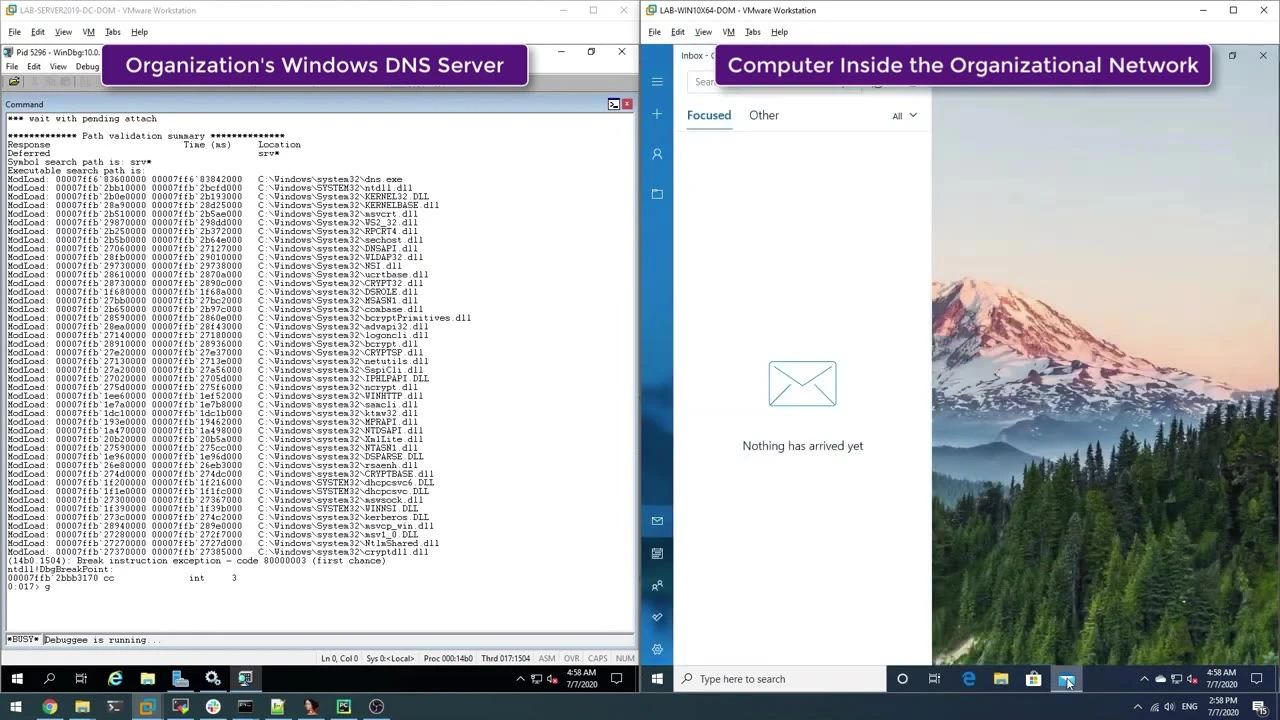 LAB-SERVER2019-DC-DOM - VMware Workstation
File Edit View VM Tabs Help
Pid 5296 - WinDbg:10.0.
Organization's Windows DNS Server
File Edit View Debug
Command
*** wait with pending attach
************* Path validation summary **************
Response Time (ms) Location
Deferred srv*
Symbol search path is: srv*
Executable search path is:
ModLoad: 00007ff6`83600000 00007ff6`83842000 C:\Windows\system32\dns.exe
ModLoad: 00007ffb`2bb10000 00007ffb`2bcfd000 C:\Windows\SYSTEM32\ntdll.dll
ModLoad: 00007ffb`2b0e0000 00007ffb`2b193000 C:\Windows\System32\KERNEL32.DLL
ModLoad: 00007ffb`28a90000 00007ffb`28d25000 C:\Windows\System32\KERNELBASE.dll
ModLoad: 00007ffb`2b510000 00007ffb`2b5ae000 C:\Windows\System32\msvcrt.dll
ModLoad: 00007ffb`29870000 00007ffb`298dd000 C:\Windows\System32\WS2_32.dll
ModLoad: 00007ffb`2b250000 00007ffb`2b372000 C:\Windows\System32\RPCRT4.dll
ModLoad: 00007ffb`2b5b0000 00007ffb`2b64e000 C:\Windows\System32\sechost.dll
ModLoad: 00007ffb`27060000 00007ffb`27127000 C:\Windows\System32\DNSAPI.dll
ModLoad: 00007ffb`28fb0000 00007ffb`29010000 C:\Windows\System32\WLDAP32.dll
ModLoad: 00007ffb`29730000 00007ffb`29738000 C:\Windows\System32\NSI.dll
ModLoad: 00007ffb`28610000 00007ffb`2870a000 C:\Windows\System32\ucrtbase.dll
ModLoad: 00007ffb`28730000 00007ffb`2890c000 C:\Windows\System32\CRYPT32.dll
ModLoad: 00007ffb`1f680000 00007ffb`1f68a000 C:\Windows\system32\DSROLE.dll
ModLoad: 00007ffb`27bb0000 00007ffb`27bc2000 C:\Windows\System32\MSASN1.dll
ModLoad: 00007ffb`2b650000 00007ffb`2b97c000 C:\Windows\System32\combase.dll
ModLoad: 00007ffb`28590000 00007ffb`2860e000 C:\Windows\System32\bcryptPrimitives.dll
ModLoad: 00007ffb`28ea0000 00007ffb`28f43000 C:\Windows\System32\advapi32.dll
ModLoad: 00007ffb`27140000 00007ffb`27180000 C:\Windows\system32\logoncli.dll
ModLoad: 00007ffb`28910000 00007ffb`28936000 C:\Windows\System32\bcrypt.dll
ModLoad: 00007ffb`27e20000 00007ffb`27e37000 C:\Windows\System32\CRYPTSP.dll
ModLoad: 00007ffb`27130000 00007ffb`2713e000 C:\Windows\system32\netutils.dll
ModLoad: 00007ffb`27a20000 00007ffb`27a56000 C:\Windows\system32\SspiCli.dll
ModLoad: 00007ffb`27020000 00007ffb`2705d000 C:\Windows\system32\IPHLPAPI.DLL
ModLoad: 00007ffb`275d0000 00007ffb`275f6000 C:\Windows\system32\ncrypt.dll
ModLoad: 00007ffb`1ee60000 00007ffb`1ef52000 C:\Windows\system32\WINHTTP.dll
ModLoad: 00007ffb`1e7a0000 00007ffb`1e7b8000 C:\Windows\system32\samcli.dll
ModLoad: 00007ffb`1dc10000 00007ffb`1dc1b000 C:\Windows\system32\ktmw32.dll
ModLoad: 00007ffb`193e0000 00007ffb`19462000 C:\Windows\system32\MPRAPI.dll
ModLoad: 00007ffb`1a470000 00007ffb`1a498000 C:\Windows\system32\NTDSAPI.dll
ModLoad: 00007ffb`20b20000 00007ffb`20b5a000 C:\Windows\system32\XmlLite.dll
ModLoad: 00007ffb`27590000 00007ffb`275cc000 C:\Windows\system32\NTASN1.dll
ModLoad: 00007ffb`1e960000 00007ffb`1e96d000 C:\Windows\system32\DSPARSE.DLL
ModLoad: 00007ffb`26e80000 00007ffb`26eb3000 C:\Windows\system32\rsaenh.dll
ModLoad: 00007ffb`274d0000 00007ffb`274dc000 C:\Windows\system32\CRYPTBASE.dll
ModLoad: 00007ffb`1f200000 00007ffb`1f216000 C:\Windows\SYSTEM32\dhcpcsvc6.DLL
ModLoad: 00007ffb`1f1e0000 00007ffb`1f1fc000 C:\Windows\SYSTEM32\dhcpcsvc.DLL
ModLoad: 00007ffb`27300000 00007ffb`27367000 C:\Windows\system32\mswsock.dll
ModLoad: 00007ffb`1f390000 00007ffb`1f39b000 C:\Windows\SYSTEM32\WINNSI.DLL
ModLoad: 00007ffb`273c0000 00007ffb`274c2000 C:\Windows\system32\kerberos.DLL
ModLoad: 00007ffb`28940000 00007ffb`289e0000 C:\Windows\System32\msvcp_win.dll
ModLoad: 00007ffb`27280000 00007ffb`272f7000 C:\Windows\system32\msv1_0.DLL
ModLoad: 00007ffb`27270000 00007ffb`2727d000 C:\Windows\system32\NtlmShared.dll
ModLoad: 00007ffb`27370000 00007ffb`27385000 C:\Windows\system32\cryptdll.dll
(14b0.1504): Break instruction exception - code 80000003 (first chance)
ntdll!DbgBreakPoint:
00007ffb`2bbb3170 cc int 3
0:017> g
*BUSY* Debuggee is running...
Ln 0, Col 0 Sys 0:<Local> Proc 000:14b0 Thrd 017:1504 ASM OVR CAPS NUM
4:58 AM
7/7/2020
LAB-WIN10X64-DOM - VMware Workstation
File Edit View VM Tabs Help
Inbox -
Computer Inside the Organizational Network
Sear
Focused Other All
Nothing has arrived yet
Type here to search
4:58 AM
7/7/2020
ENG
2:58 PM
7/7/2020
15